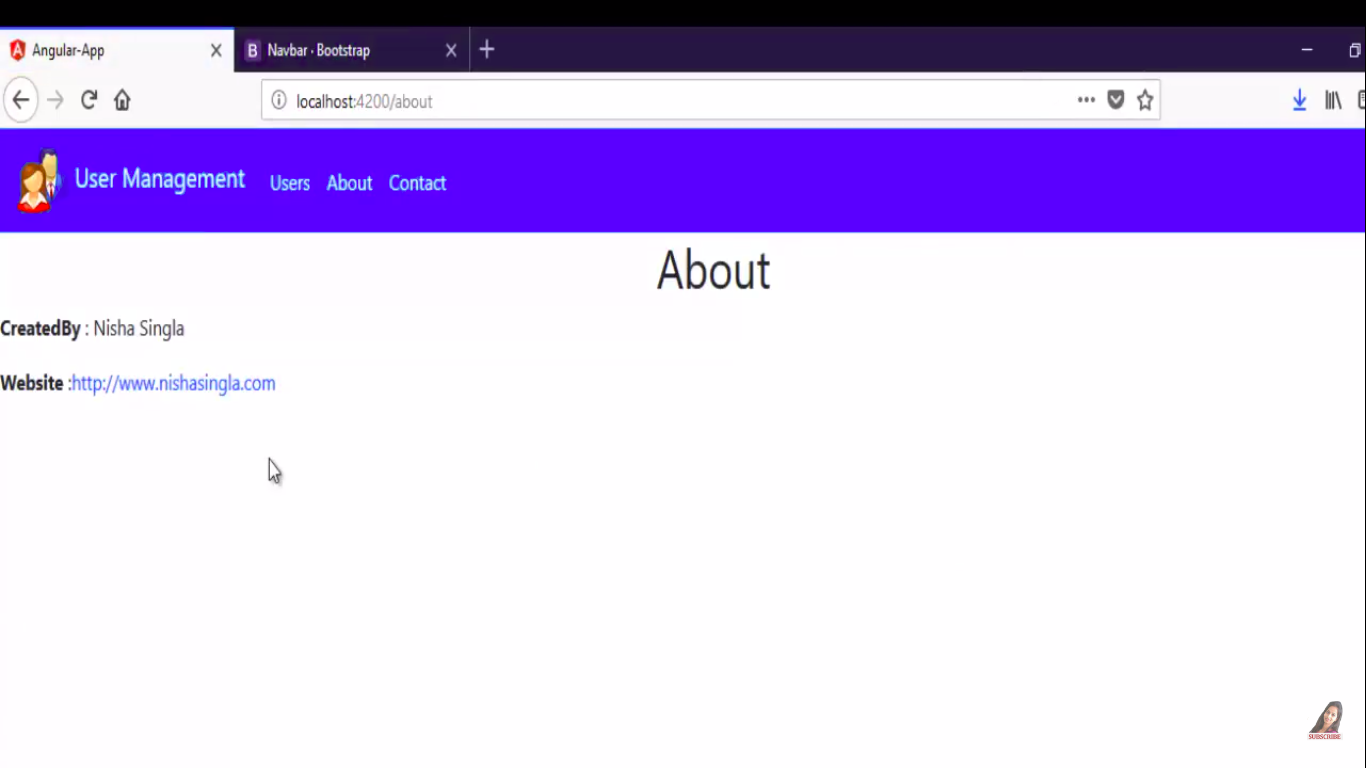 Angular-App
B Navbar · Bootstrap
localhost:4200/about
User Management Users About Contact
About
CreatedBy : Nisha Singla
Website :http://www.nishasingla.com
SUBSCRIBE